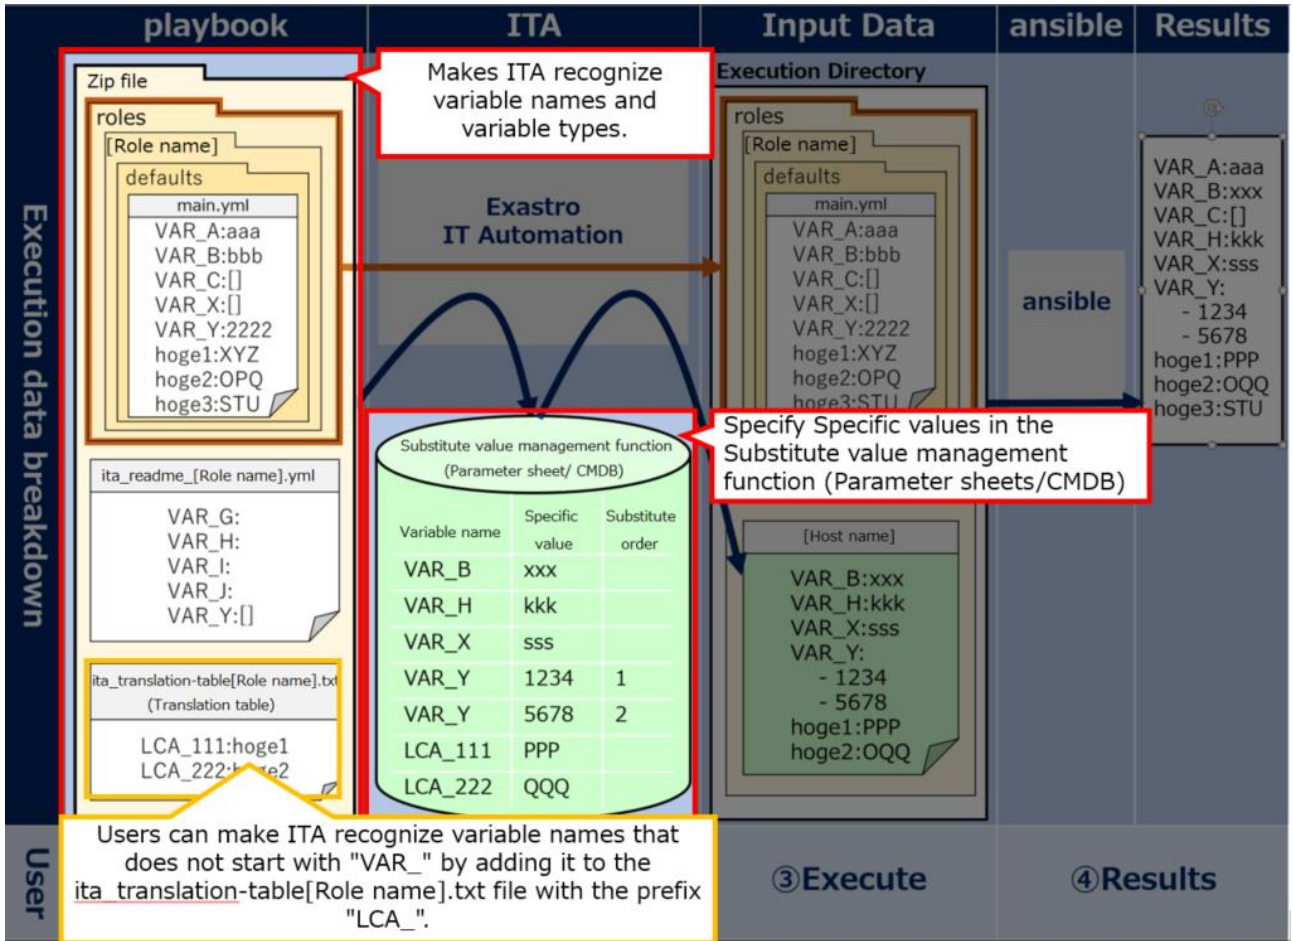 playbook
ITA
Input Data
ansible
Results
Execution data breakdown
User
Zip file
roles
[Role name]
defaults
main.yml
VAR_A:aaa
VAR_B:bbb
VAR_C:[]
VAR_X:[]
VAR_Y:2222
hoge1:XYZ
hoge2:OPQ
hoge3:STU
ita_readme_[Role name].yml
VAR_G:
VAR_H:
VAR_I:
VAR_J:
VAR_Y:[]
ita_translation-table[Role name].txt
(Translation table)
LCA_111:hoge1
LCA_222:hoge2
Users can make ITA recognize variable names that
does not start with "VAR_" by adding it to the
ita_translation-table[Role name].txt file with the prefix
"LCA_".
Makes ITA recognize
variable names and
variable types.
Exastro
IT Automation
Substitute value management function
(Parameter sheet/ CMDB)
Variable name Specific value Substitute order
VAR_B xxx
VAR_H kkk
VAR_X sss
VAR_Y 1234 1
VAR_Y 5678 2
LCA_111 PPP
LCA_222 QQQ
Specify Specific values in the
Substitute value management
function (Parameter sheets/CMDB)
Execution Directory
roles
[Role name]
defaults
main.yml
VAR_A:aaa
VAR_B:bbb
VAR_C:[]
VAR_X:[]
VAR_Y:2222
hoge1:XYZ
hoge2:OPQ
hoge3:STU
[Host name]
VAR_B:xxx
VAR_H:kkk
VAR_X:sss
VAR_Y:
- 1234
- 5678
hoge1:PPP
hoge2:OQQ
ansible
VAR_A:aaa
VAR_B:xxx
VAR_C:[]
VAR_H:kkk
VAR_X:sss
VAR_Y:
- 1234
- 5678
hoge1:PPP
hoge2:OQQ
hoge3:STU
③Execute
④Results